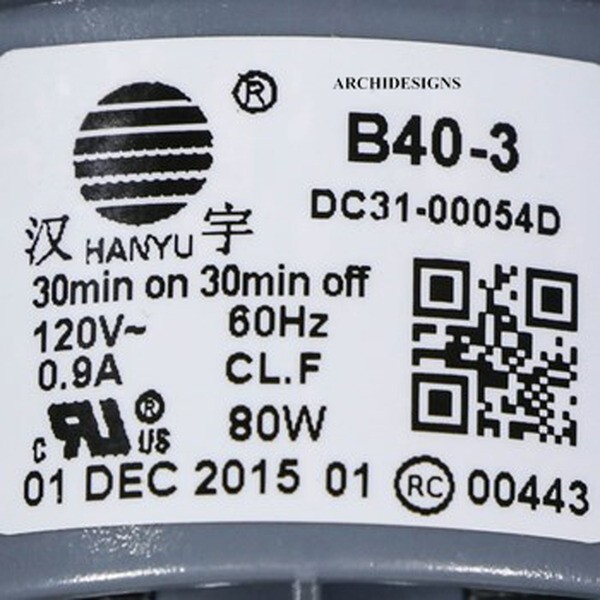 ®
ARCHIDESIGNS
B40-3
DC31-00054D
汉 HANYU 宇
30min on 30min off
120V~ 60Hz
0.9A CL.F
c RU ® US 80W
01 DEC 2015 01 RC 00443